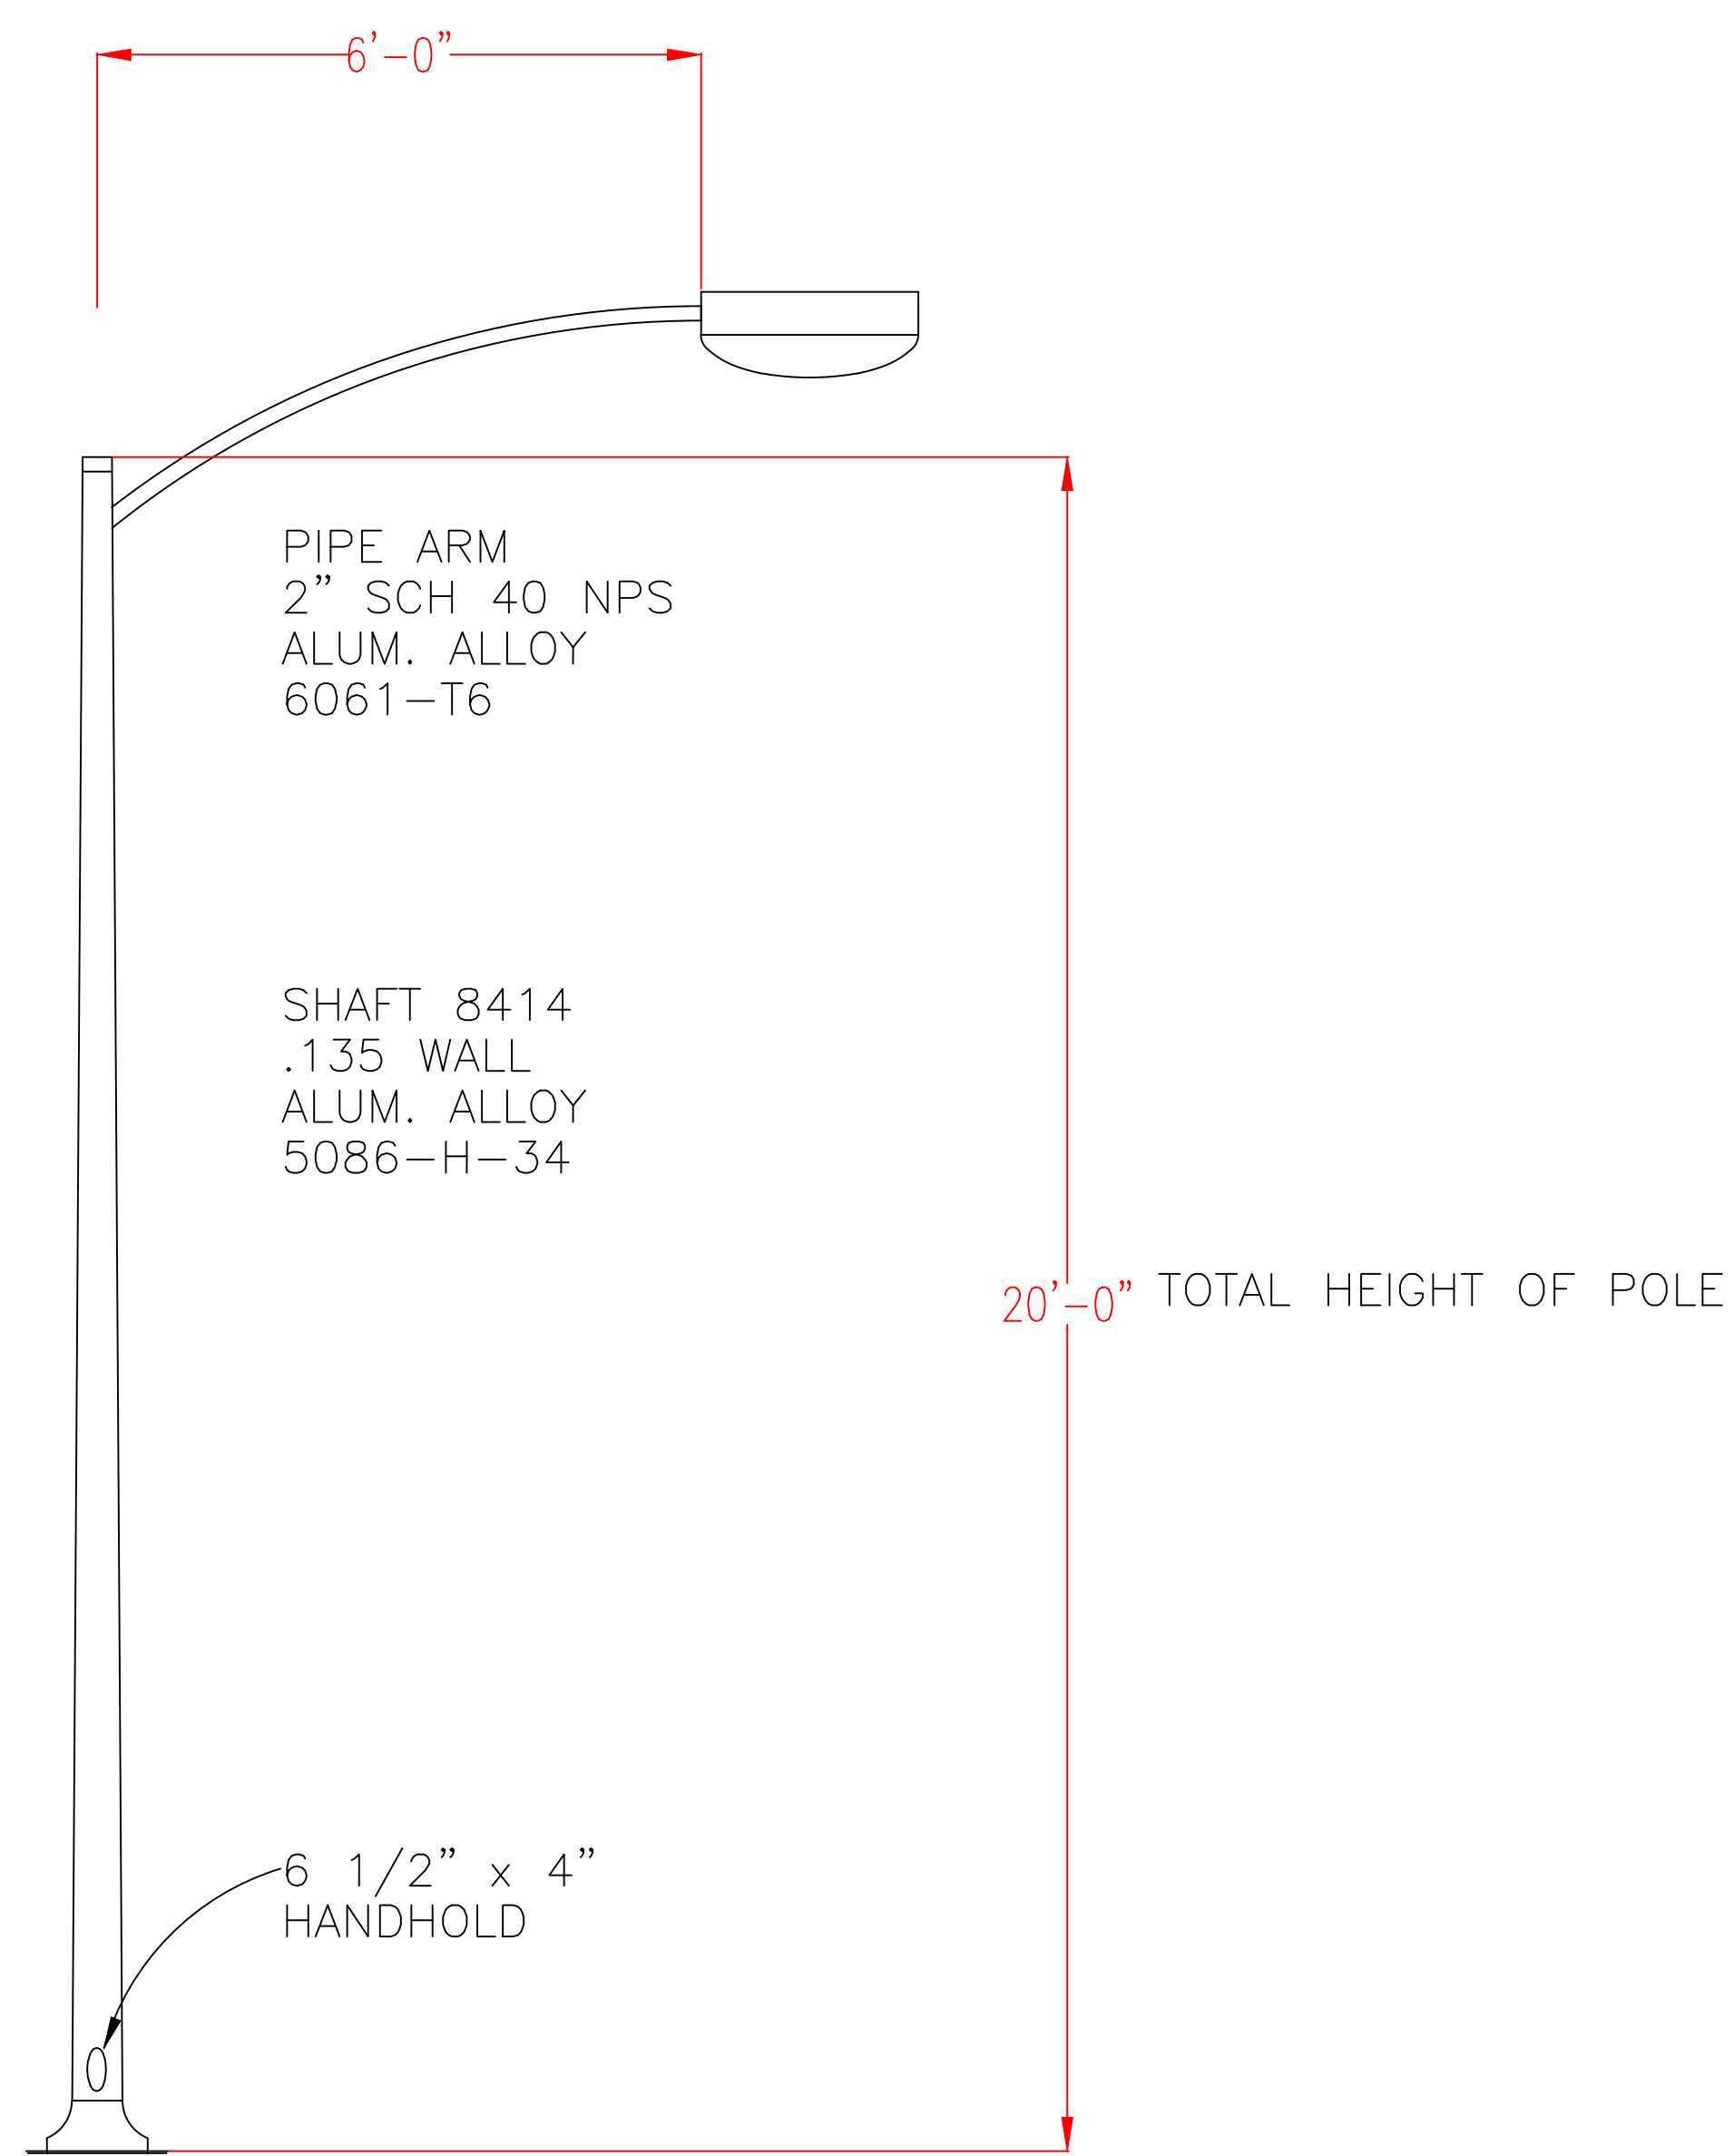 6'-0"
PIPE ARM
2" SCH 40 NPS
ALUM. ALLOY
6061-T6
SHAFT 8414
.135 WALL
ALUM. ALLOY
5086-H-34
20'-0" TOTAL HEIGHT OF POLE
6 1/2" x 4"
HANDHOLD